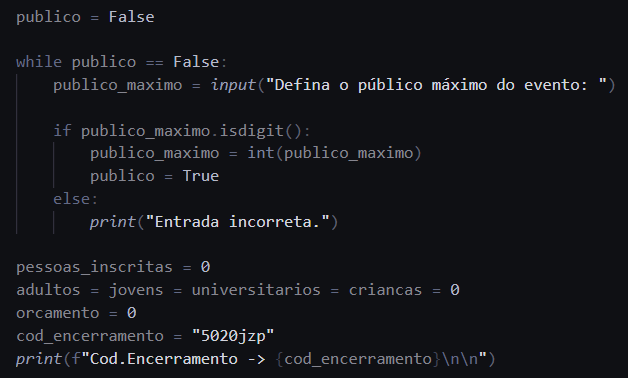 publico = False
while publico == False:
publico_maximo = input("Defina o público máximo do evento: ")
if publico_maximo.isdigit():
publico_maximo = int(publico_maximo)
publico = True
else:
print("Entrada incorreta.")
pessoas_inscritas = 0
adultos = jovens = universitarios = criancas = 0
orcamento = 0
cod_encerramento = "5020jzp"
print(f"Cod.Encerramento -> {cod_encerramento}\n\n")